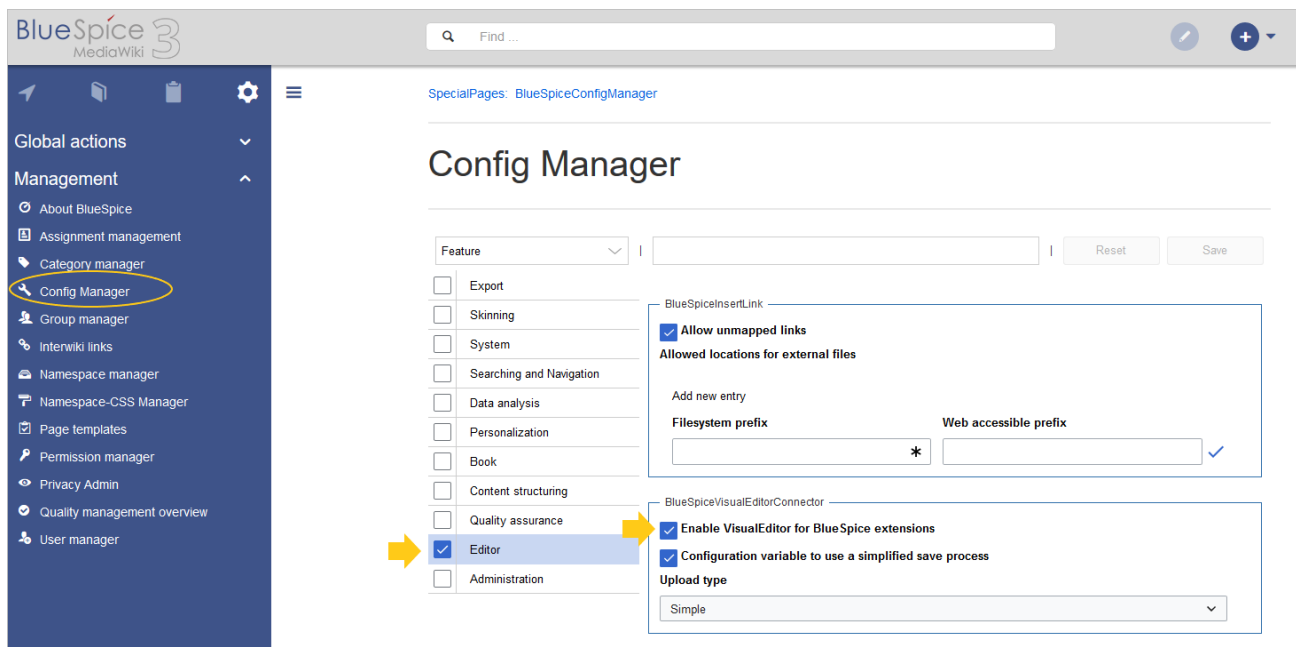 BlueSpice 3
MediaWiki
Find ...
SpecialPages: BlueSpiceConfigManager
Global actions
Management
About BlueSpice
Assignment management
Category manager
Config Manager
Group manager
Interwiki links
Namespace manager
Namespace-CSS Manager
Page templates
Permission manager
Privacy Admin
Quality management overview
User manager
Config Manager
Feature | | Reset Save
Export
Skinning
System
Searching and Navigation
Data analysis
Personalization
Book
Content structuring
Quality assurance
Editor
Administration
BlueSpiceInsertLink
Allow unmapped links
Allowed locations for external files
Add new entry
Filesystem prefix Web accessible prefix
*
BlueSpiceVisualEditorConnector
Enable VisualEditor for BlueSpice extensions
Configuration variable to use a simplified save process
Upload type
Simple